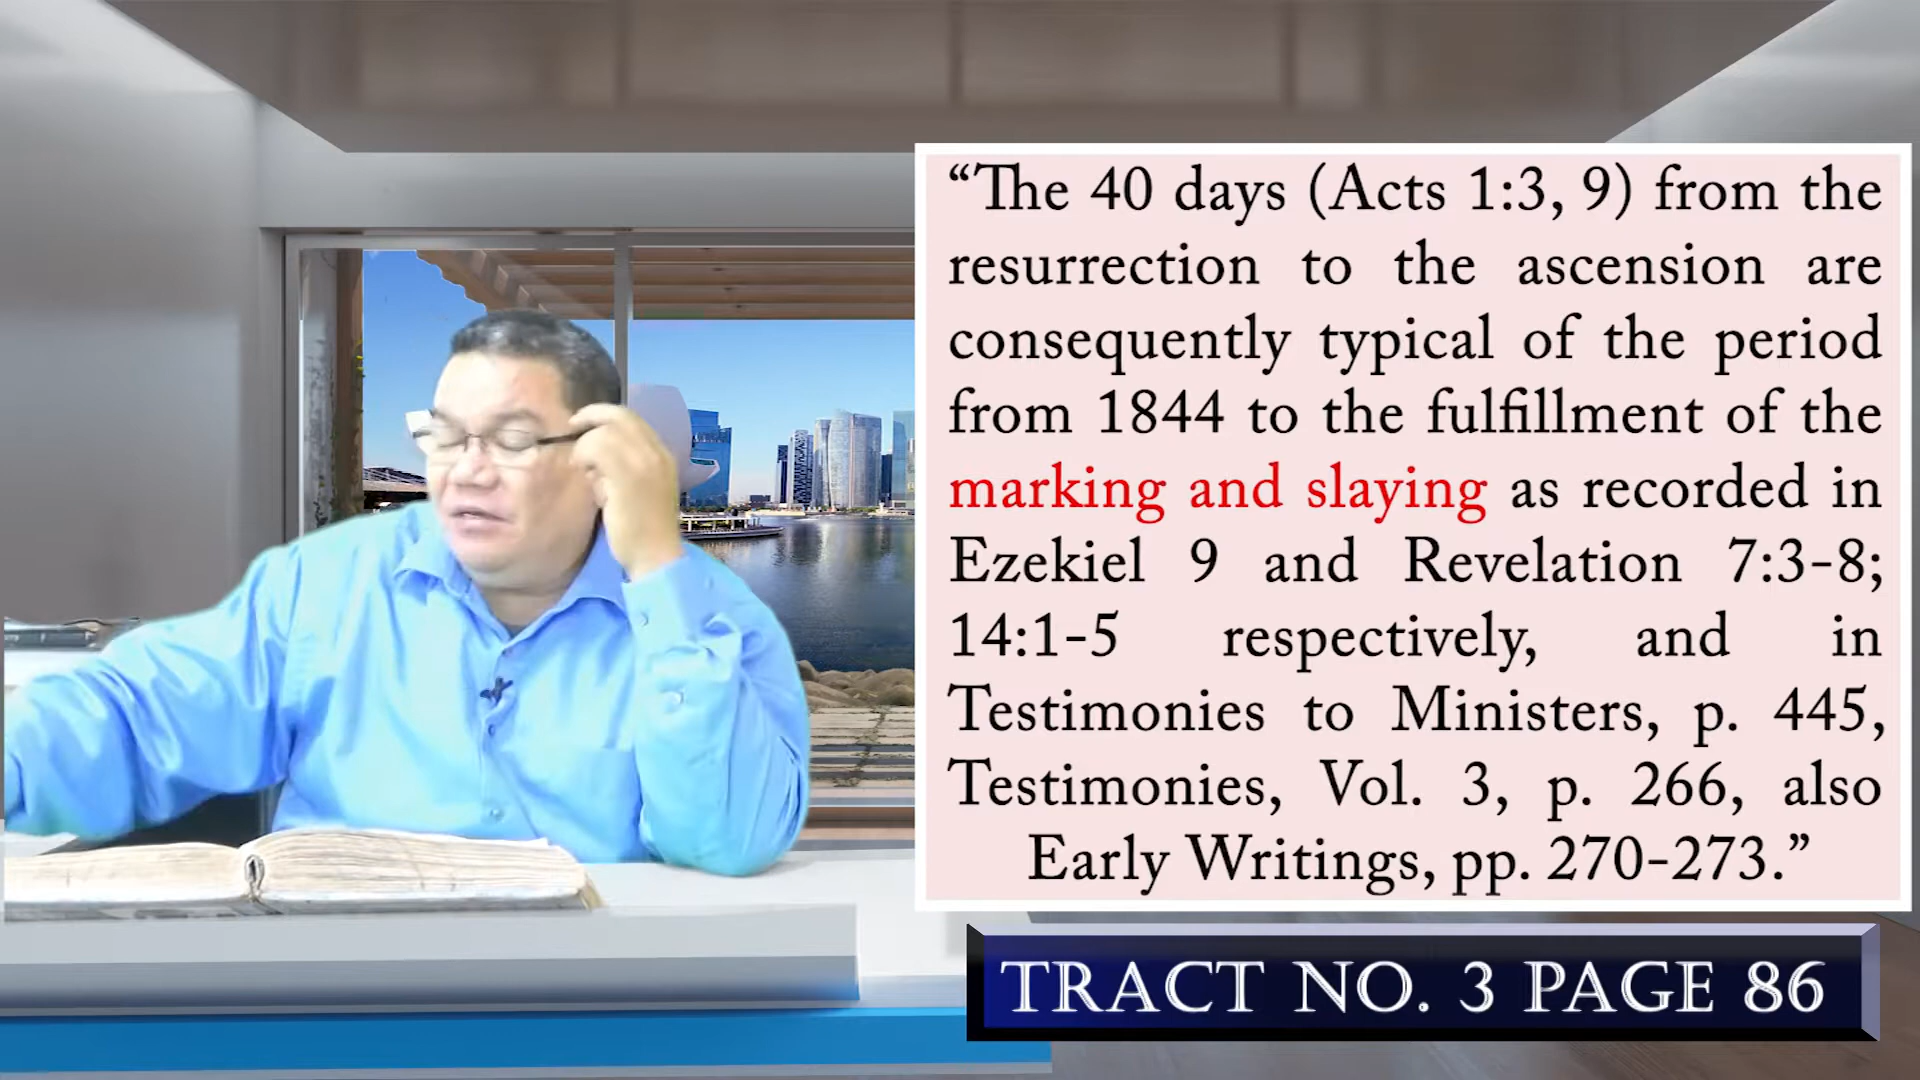 “The 40 days (Acts 1:3, 9) from the
resurrection to the ascension are
consequently typical of the period
from 1844 to the fulfillment of the
marking and slaying as recorded in
Ezekiel 9 and Revelation 7:3-8;
14:1-5 respectively, and in
Testimonies to Ministers, p. 445,
Testimonies, Vol. 3, p. 266, also
Early Writings, pp. 270-273.”
TRACT NO. 3 PAGE 86